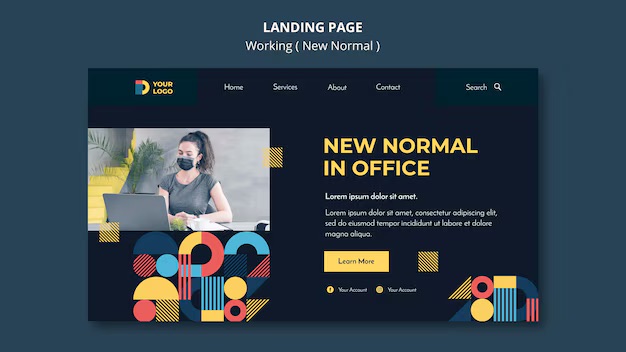 LANDING PAGE
Working ( New Normal )
YOUR
LOGO
Home
Services
About
Contact
Search
NEW NORMAL
IN OFFICE
Lorem ipsum dolor sit amet.
Lorem ipsum dolor sit amet, consectetur adipiscing
elit, sed do eiusmod tempor incididunt ut labore et dolore
magna aliqua.
Learn More
Your Account
Your Account